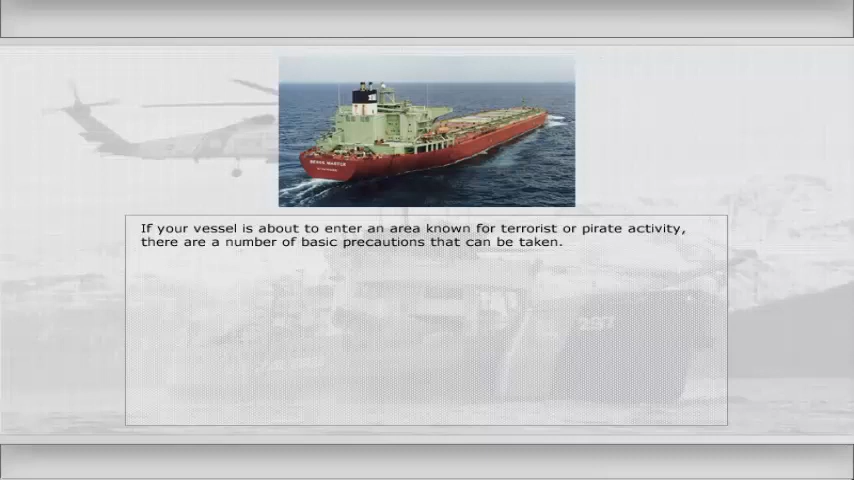 If your vessel is about to enter an area known for terrorist or pirate activity,
there are a number of basic precautions that can be taken.
297